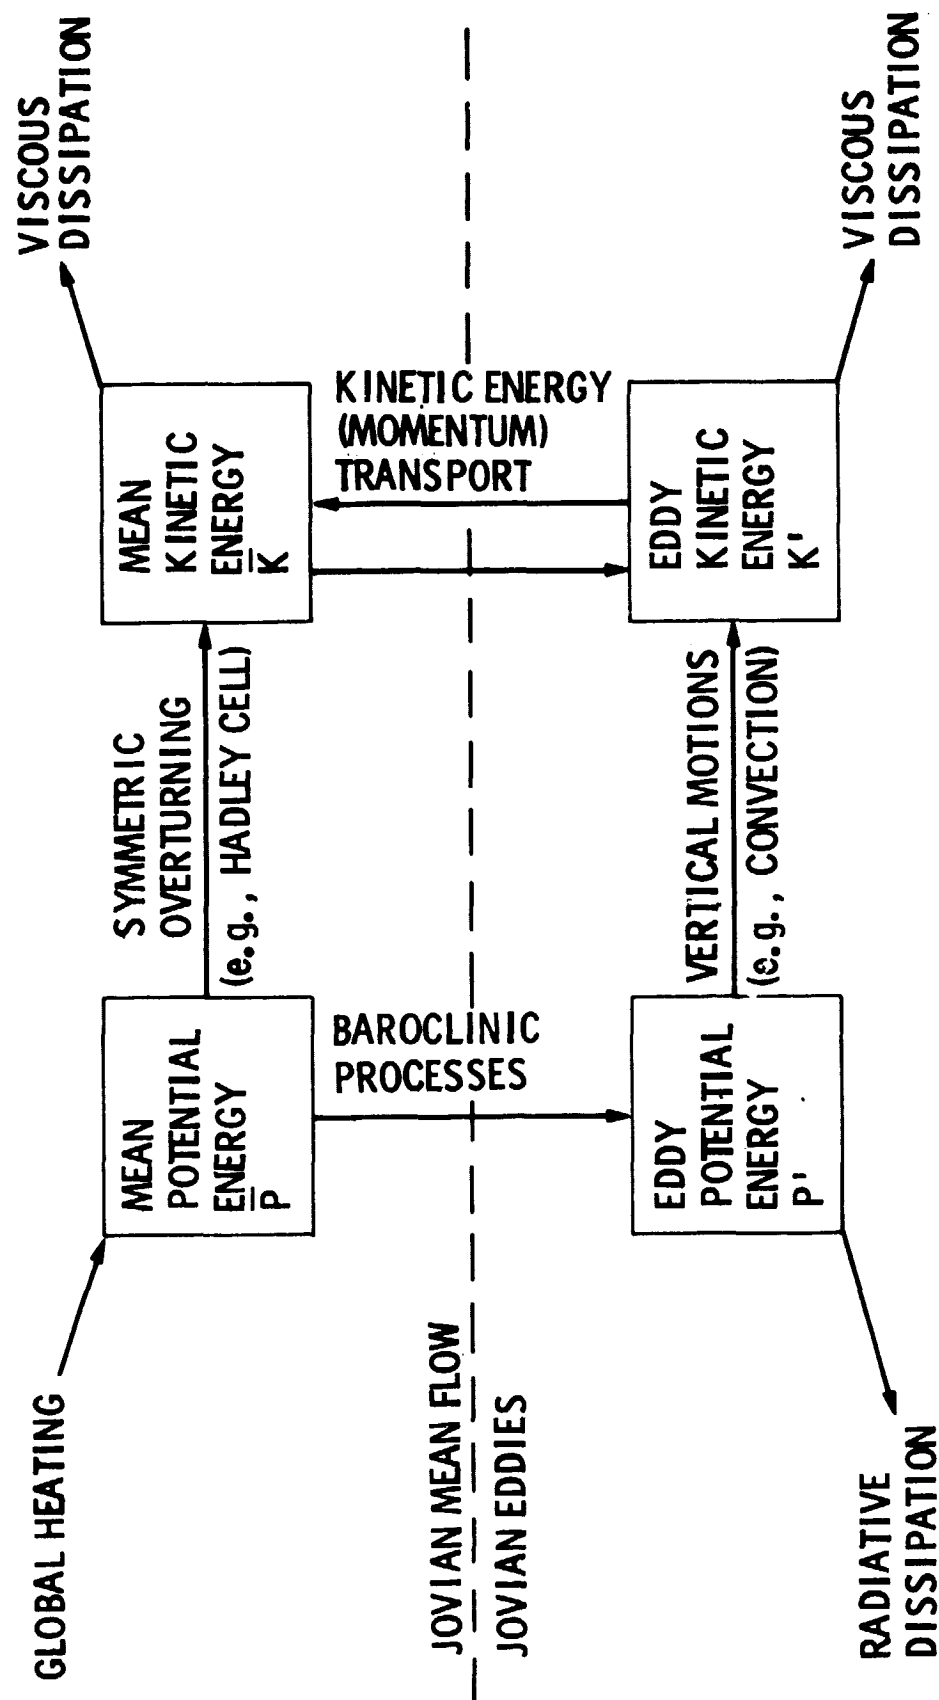 GLOBAL HEATING
MEAN
POTENTIAL
ENERGY
P̅
SYMMETRIC
OVERTURNING
(e.g., HADLEY CELL)
MEAN
KINETIC
ENERGY
K̅
VISCOUS
DISSIPATION
JOVIAN MEAN FLOW
JOVIAN EDDIES
BAROCLINIC
PROCESSES
KINETIC ENERGY
(MOMENTUM)
TRANSPORT
RADIATIVE
DISSIPATION
EDDY
POTENTIAL
ENERGY
P'
VERTICAL MOTIONS
(e.g., CONVECTION)
EDDY
KINETIC
ENERGY
K'
VISCOUS
DISSIPATION